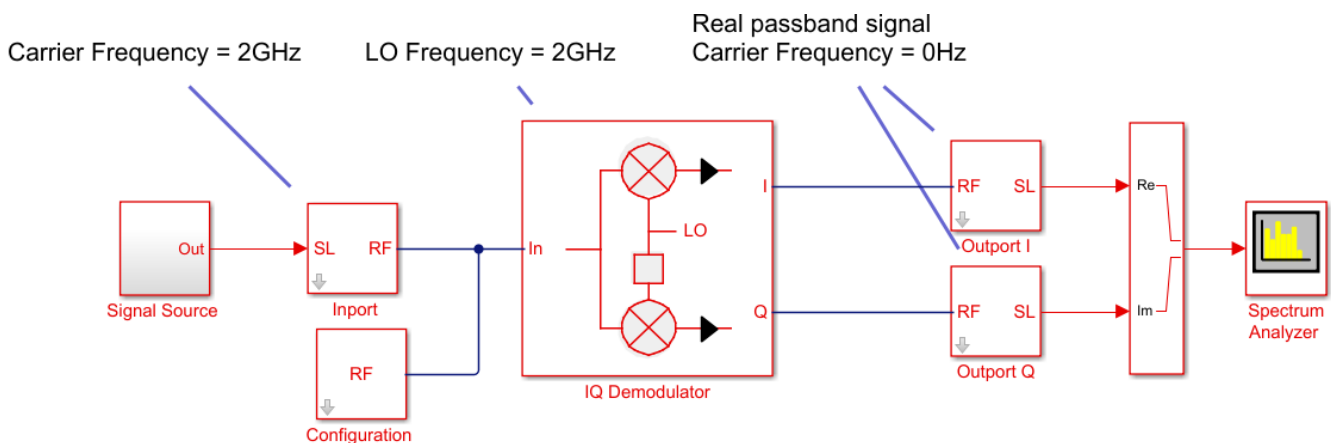 Real passband signal
Carrier Frequency = 2GHz
LO Frequency = 2GHz
Carrier Frequency = 0Hz
Out
Signal Source
SL
RF
Inport
RF
Configuration
In
LO
I
Q
IQ Demodulator
RF
SL
Outport I
RF
SL
Outport Q
Re
Im
Spectrum
Analyzer